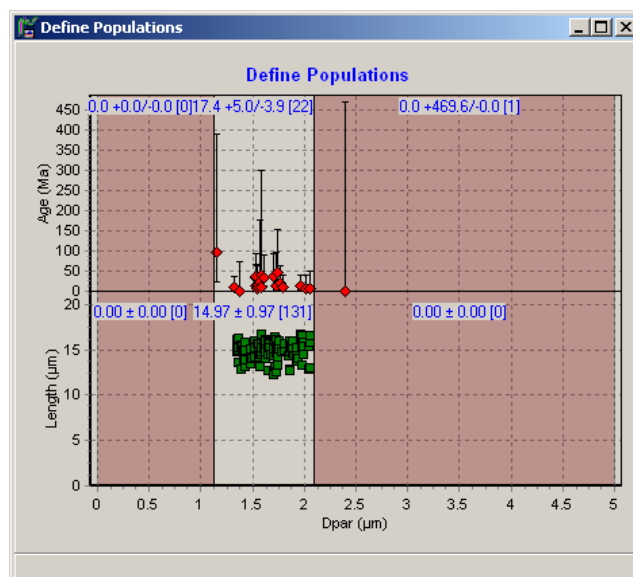 Define Populations
Define Populations
0.0 +0.0/-0.0 [0] 17.4 +5.0/-3.9 [22] 0.0 +469.6/-0.0 [1]
450
400
350
300
250
200
150
100
50
0
Age (Ma)
0.00 ± 0.00 [0] 14.97 ± 0.97 [131] 0.00 ± 0.00 [0]
20
15
10
5
0
Length (µm)
0 0.5 1 1.5 2 2.5 3 3.5 4 4.5 5
Dpar (µm)